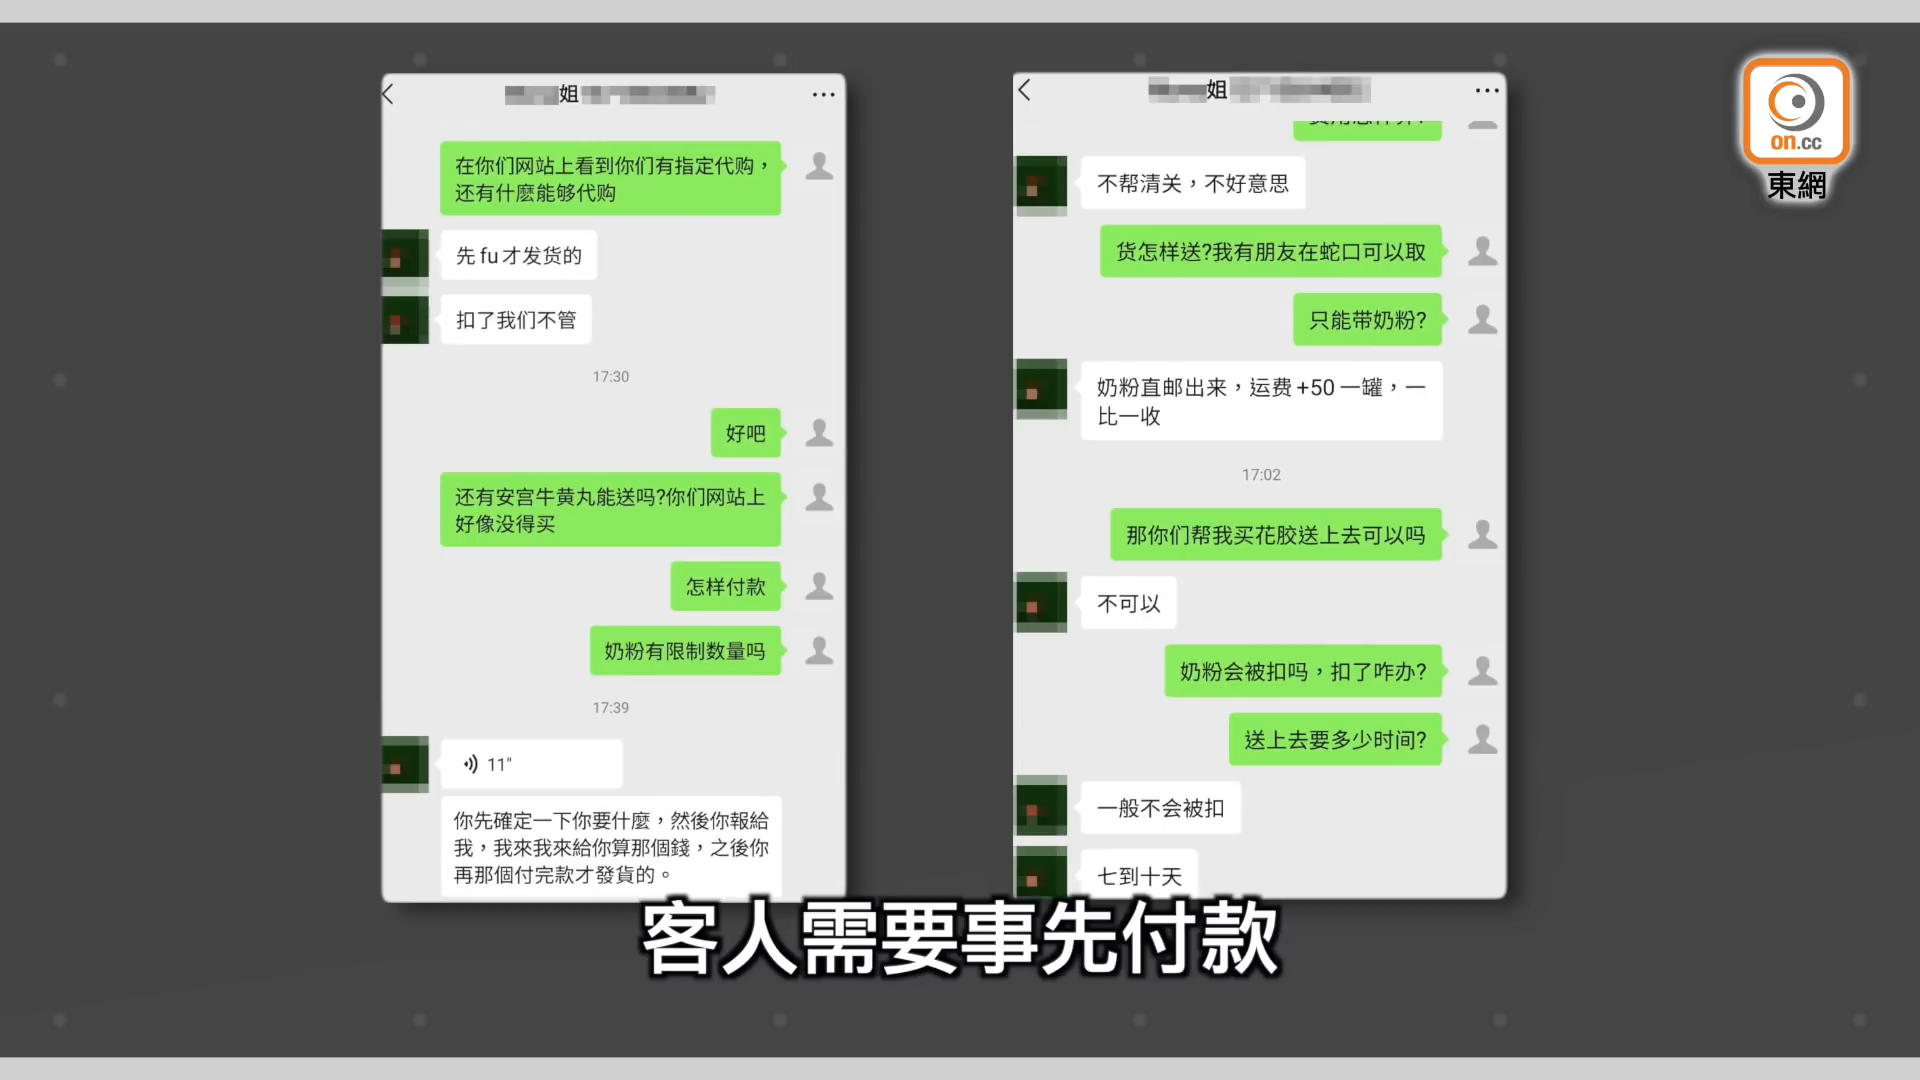 姐
在你们网站上看到你们有指定代购，
还有什麽能够代购
先 fu 才发货的
扣了我们不管
17:30
好吧
还有安宫牛黄丸能送吗?你们网站上
好像没得买
怎样付款
奶粉有限制数量吗
17:39
11"
你先確定一下你要什麼，然後你報給
我，我來我來給你算那個錢，之後你
再那個付完款才發貨的。
姐
不帮清关，不好意思
货怎样送?我有朋友在蛇口可以取
只能带奶粉?
奶粉直邮出来，运费 +50 一罐，一
比一收
17:02
那你们帮我买花胶送上去可以吗
不可以
奶粉会被扣吗，扣了咋办?
送上去要多少时间?
一般不会被扣
七到十天
on.cc
東網
客人需要事先付款